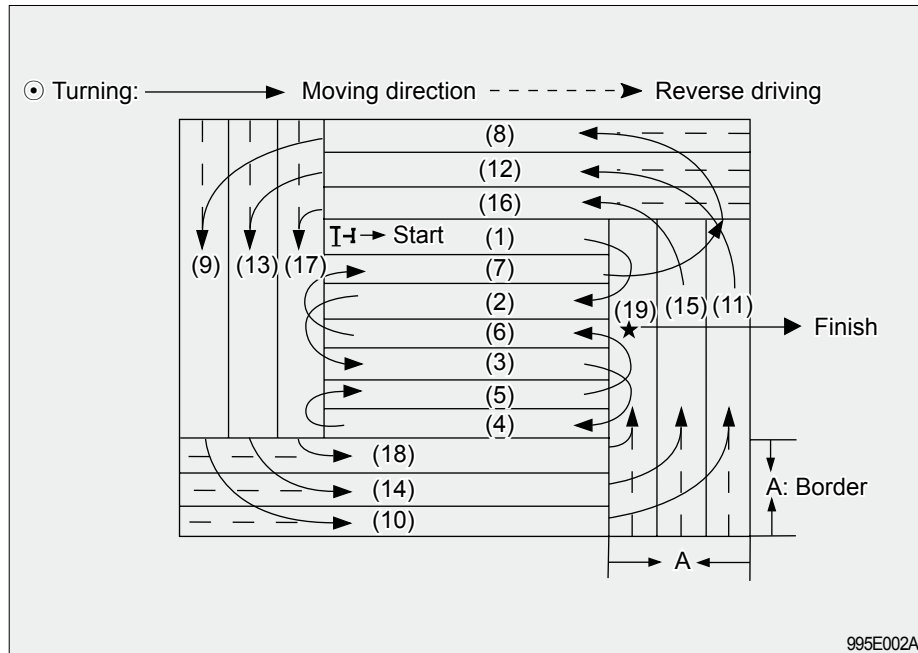 ⊙ Turning: Moving direction Reverse driving
(8)
(12)
(16)
Start (1)
(9) (13) (17) (7)
(2) (19) (15) (11)
(6) Finish
(3)
(5)
(4)
(18)
(14) A: Border
(10)
A
995E002A